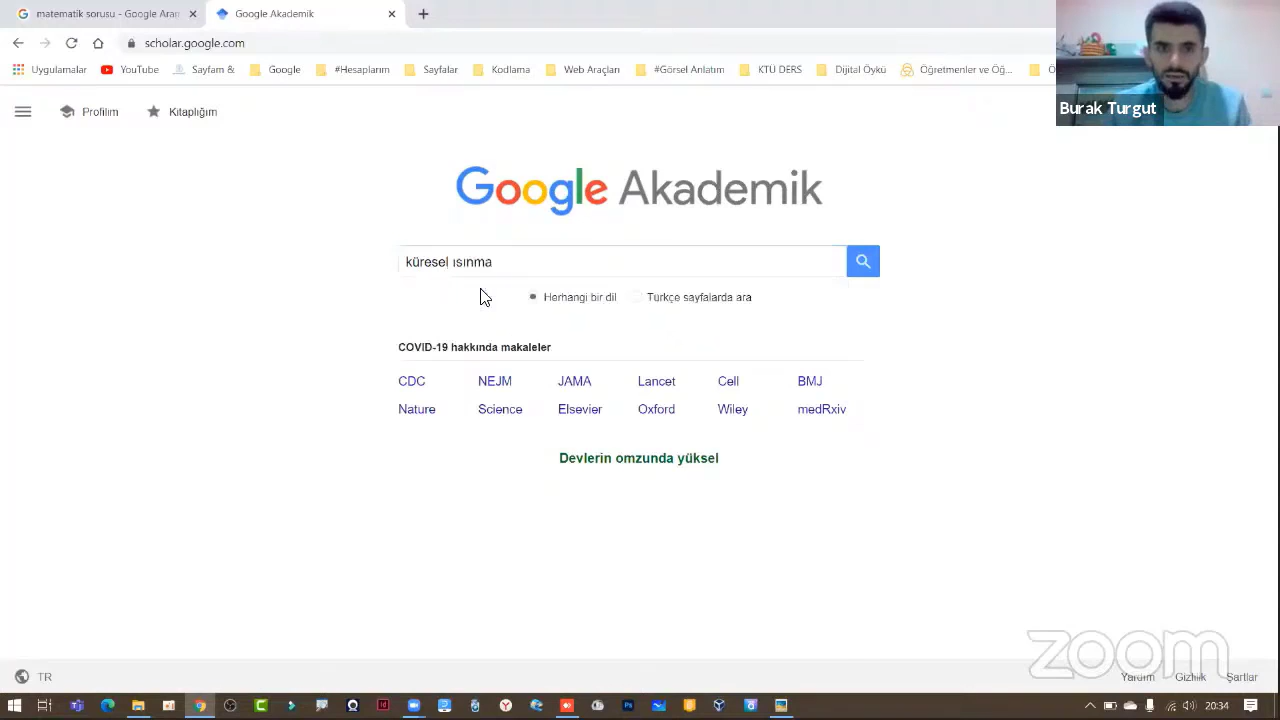 matematik sorusu - Google Aran
Google Akademik
scholar.google.com
Uygulamalar
YouTube
Sayfam &
Google
#Hemdanin
Sayfalar
Kodlama
Web Araçları
#Görsel Anlatım
KTÜ DERS
Dijital Öykü
Öğretmenler ve Öğ...
Burak Turgut
Profilim
Kitaplığım
Google Akademik
küresel ısınma
Herhangi bir dil
Türkçe sayfalarda ara
COVID-19 hakkında makaleler
CDC NEJM JAMA Lancet Cell BMJ
Nature Science Elsevier Oxford Wiley medRxiv
Devlerin omzunda yüksel
zoom
TR
Yardım Gizlilik Şartlar
20:34